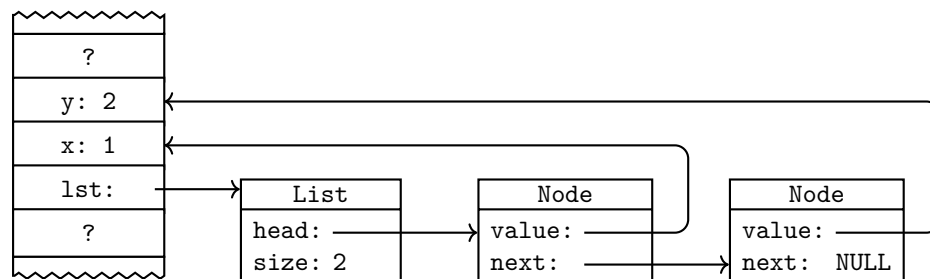 ?
y: 2
x: 1
lst:
?
List
head:
size: 2
Node
value:
next:
Node
value:
next: NULL